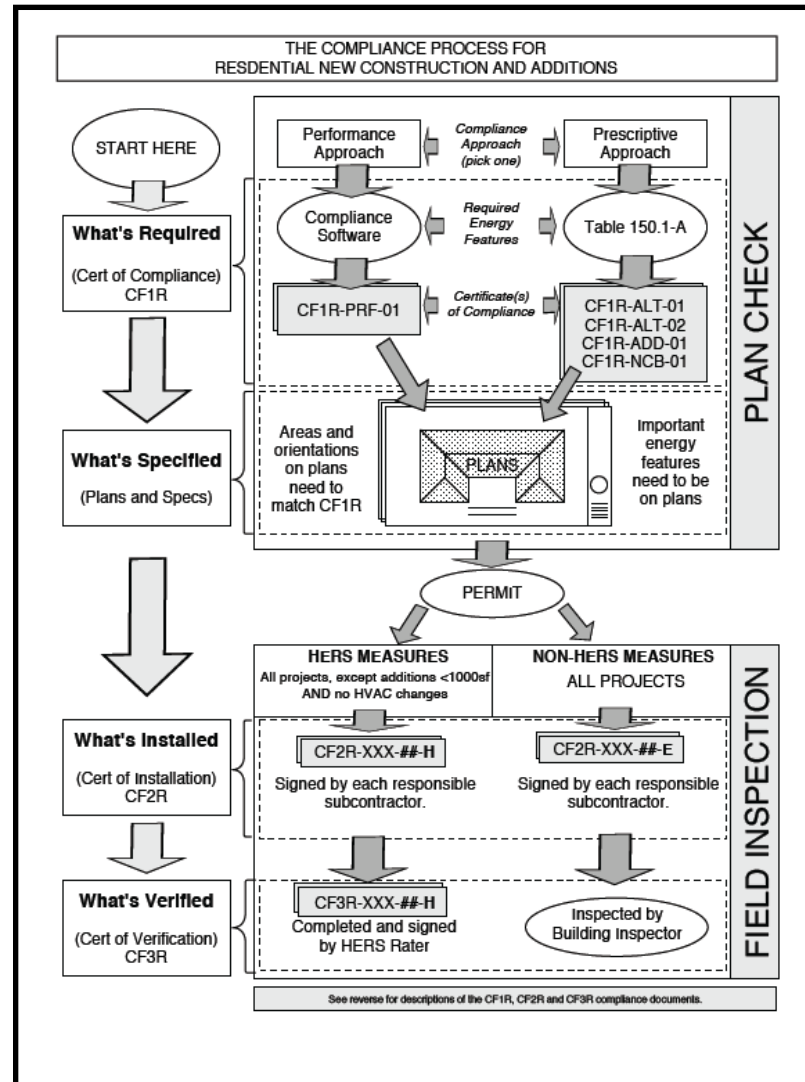 THE COMPLIANCE PROCESS FOR
RESDENTIAL NEW CONSTRUCTION AND ADDITIONS
START HERE
Performance
Approach
Compliance
Approach
(pick one)
Prescriptive
Approach
What's Required
(Cert of Compliance)
CF1R
Compliance
Software
Required
Energy
Features
Table 150.1-A
CF1R-PRF-01
Certificate(s)
of Compliance
CF1R-ALT-01
CF1R-ALT-02
CF1R-ADD-01
CF1R-NCB-01
PLAN CHECK
What's Specified
(Plans and Specs)
Areas and
orientations
on plans
need to
match CF1R
PLANS
Important
energy
features
need to be
on plans
PERMIT
HERS MEASURES
All projects, except additions <1000sf
AND no HVAC changes
NON-HERS MEASURES
ALL PROJECTS
What's Installed
(Cert of Installation)
CF2R
CF2R-XXX-##-H
Signed by each responsible
subcontractor.
CF2R-XXX-##-E
Signed by each responsible
subcontractor.
FIELD INSPECTION
What's Verified
(Cert of Verification)
CF3R
CF3R-XXX-##-H
Completed and signed
by HERS Rater
Inspected by
Building Inspector
See reverse for descriptions of the CF1R, CF2R and CF3R compliance documents.